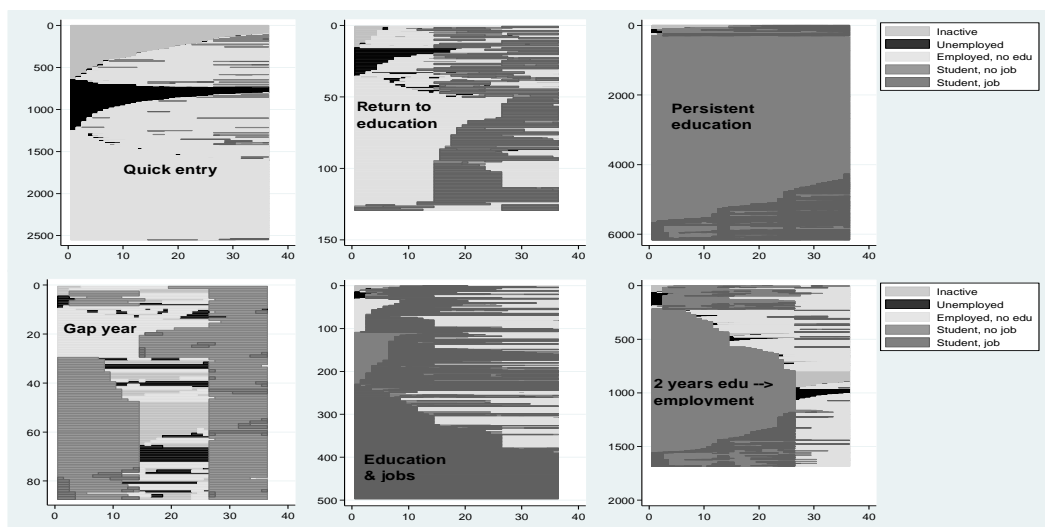 0
500
1000
1500
2000
2500
0 10 20 30 40
Quick entry
0
50
100
150
0 10 20 30 40
Return to
education
0
2000
4000
6000
0 10 20 30 40
Persistent
education
Inactive
Unemployed
Employed, no edu
Student, no job
Student, job
0
20
40
60
80
0 10 20 30 40
Gap year
0
100
200
300
400
500
0 10 20 30 40
Education
& jobs
0
500
1000
1500
2000
0 10 20 30 40
2 years edu -->
employment
Inactive
Unemployed
Employed, no edu
Student, no job
Student, job